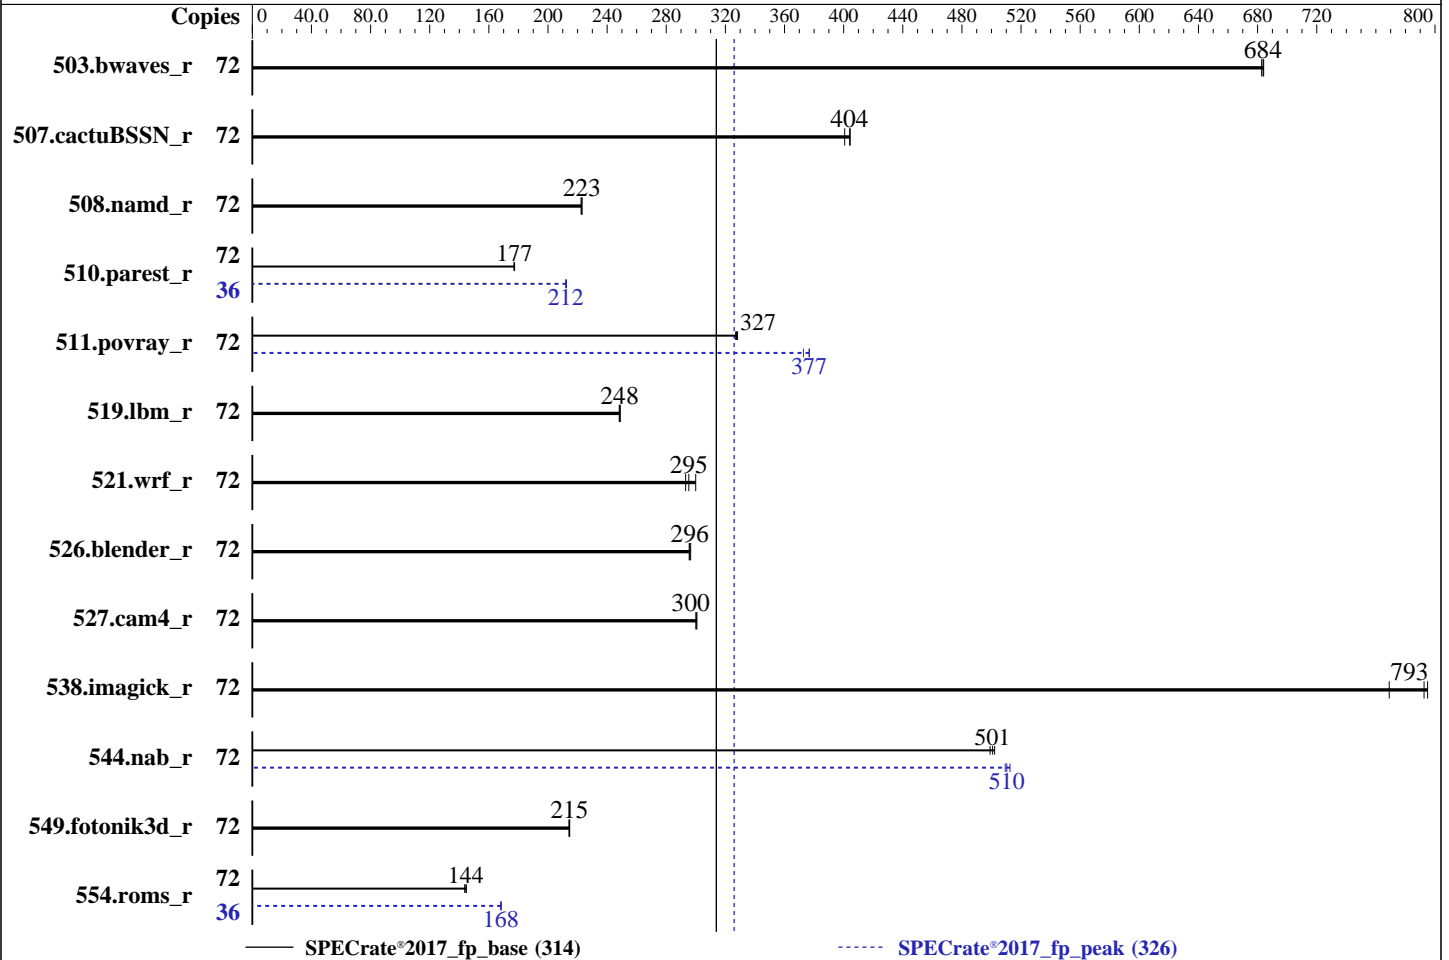 Copies 0 40.0 80.0 120 160 200 240 280 320 360 400 440 480 520 560 600 640 680 720 800
503.bwaves_r 72 684
507.cactuBSSN_r 72 404
508.namd_r 72 223
510.parest_r 72 177
36 212
511.povray_r 72 327
377
519.lbm_r 72 248
521.wrf_r 72 295
526.blender_r 72 296
527.cam4_r 72 300
538.imagick_r 72 793
544.nab_r 72 501
510
549.fotonik3d_r 72 215
554.roms_r 72 144
36 168
SPECrate®2017_fp_base (314) SPECrate®2017_fp_peak (326)